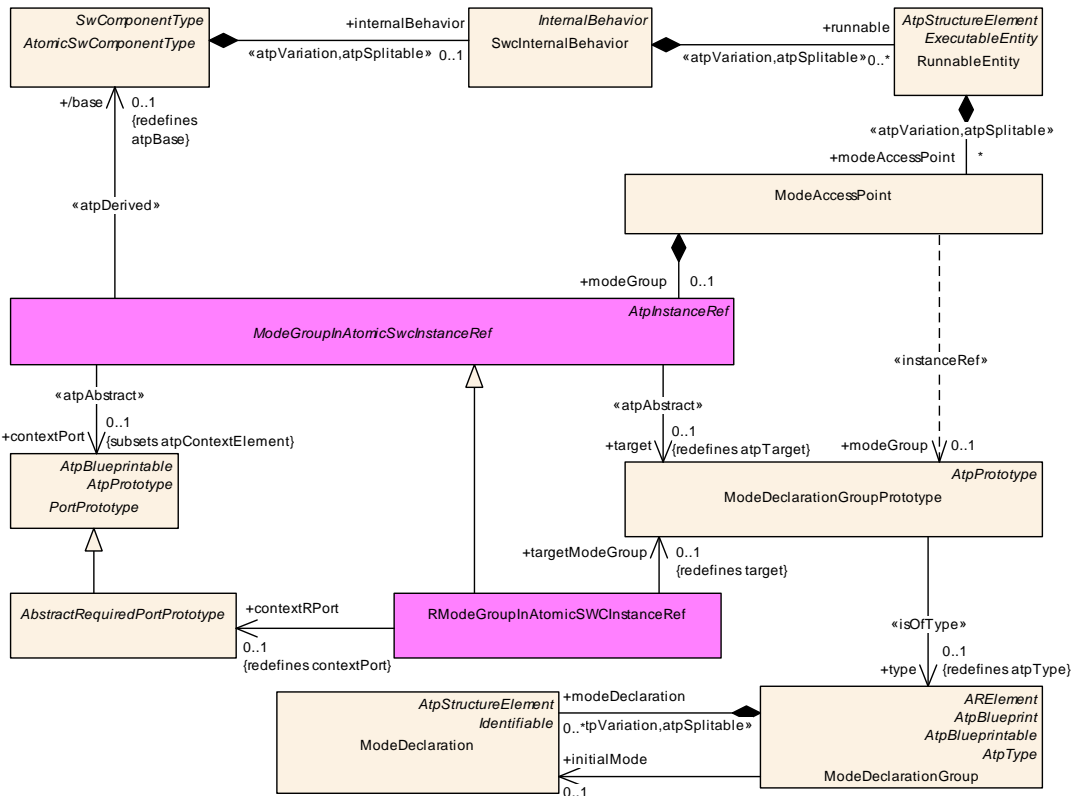 SwComponentType
AtomicSwComponentType
+internalBehavior
«atpVariation,atpSplitable» 0..1
InternalBehavior
SwcInternalBehavior
+runnable
«atpVariation,atpSplitable» 0..*
AtpStructureElement
ExecutableEntity
RunnableEntity
+/base 0..1
{redefines
atpBase}
«atpVariation,atpSplitable»
+modeAccessPoint *
ModeAccessPoint
«atpDerived»
+modeGroup 0..1
AtpInstanceRef
ModeGroupInAtomicSwcInstanceRef
«instanceRef»
«atpAbstract»
0..1
+contextPort {subsets atpContextElement}
«atpAbstract»
0..1
+target {redefines atpTarget}
+modeGroup 0..1
AtpBlueprintable
AtpPrototype
PortPrototype
AtpPrototype
ModeDeclarationGroupPrototype
+targetModeGroup 0..1
{redefines target}
AbstractRequiredPortPrototype
+contextRPort
0..1
{redefines contextPort}
RModeGroupInAtomicSWCInstanceRef
«isOfType»
0..1
+type {redefines atpType}
AtpStructureElement
Identifiable
ModeDeclaration
+modeDeclaration
0..*tpVariation,atpSplitable»
+initialMode
0..1
ARElement
AtpBlueprint
AtpBlueprintable
AtpType
ModeDeclarationGroup